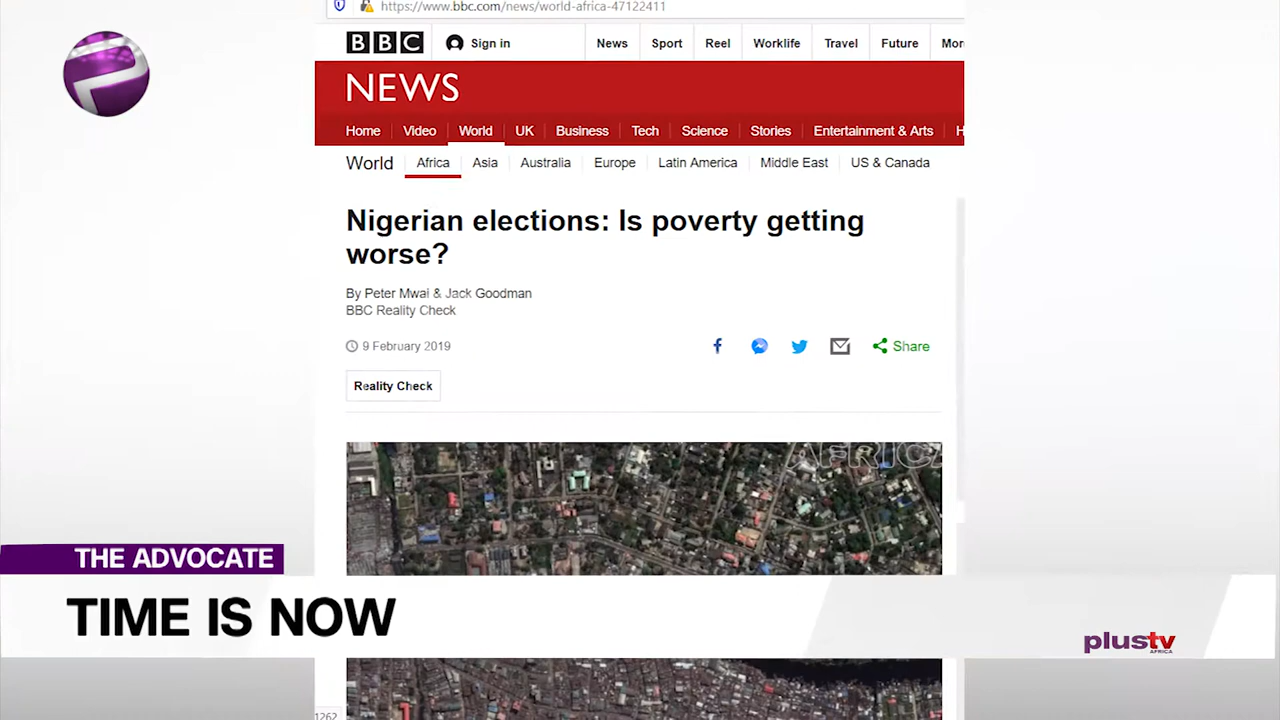 https://www.bbc.com/news/world-africa-47122411
BBC Sign in News Sport Reel Worklife Travel Future
NEWS
Home Video World UK Business Tech Science Stories Entertainment & Arts
World Africa Asia Australia Europe Latin America Middle East US & Canada
Nigerian elections: Is poverty getting
worse?
By Peter Mwai & Jack Goodman
BBC Reality Check
9 February 2019
Share
Reality Check
AFRICA
THE ADVOCATE
TIME IS NOW
plustv
AFRICA
1262